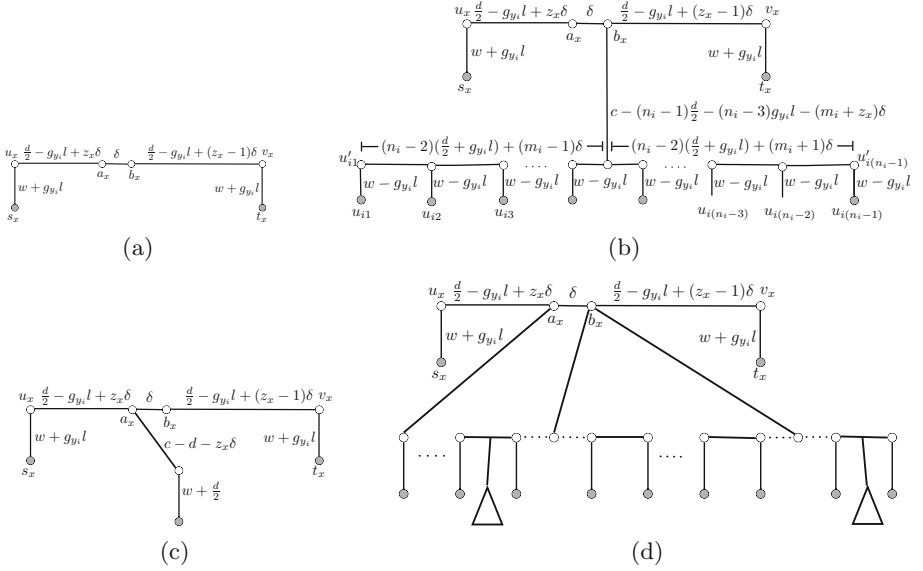 u_x d/2 − g_{y_i}l + z_xδ δ d/2 − g_{y_i}l + (z_x−1)δ v_x
a_x b_x
w + g_{y_i}l w + g_{y_i}l
s_x t_x
(a)
u_x d/2 − g_{y_i}l + z_xδ δ d/2 − g_{y_i}l + (z_x−1)δ v_x
a_x b_x
w + g_{y_i}l w + g_{y_i}l
s_x t_x
c − (n_i−1)d/2 − (n_i−3)g_{y_i}l − (m_i + z_x)δ
(n_i−2)(d/2 + g_{y_i}l) + (m_i−1)δ (n_i−2)(d/2 + g_{y_i}l) + (m_i+1)δ
u'_{i1} ···· ···· u'_{i(n_i−1)}
w − g_{y_i}l w − g_{y_i}l w − g_{y_i}l w − g_{y_i}l w − g_{y_i}l w − g_{y_i}l w − g_{y_i}l
u_{i1} u_{i2} u_{i3} u_{i(n_i−3)} u_{i(n_i−2)} u_{i(n_i−1)}
(b)
u_x d/2 − g_{y_i}l + z_xδ δ d/2 − g_{y_i}l + (z_x−1)δ v_x
a_x b_x
w + g_{y_i}l c − d − z_xδ w + g_{y_i}l
s_x t_x
w + d/2
(c)
u_x d/2 − g_{y_i}l + z_xδ δ d/2 − g_{y_i}l + (z_x−1)δ v_x
a_x b_x
w + g_{y_i}l w + g_{y_i}l
s_x t_x
(d)